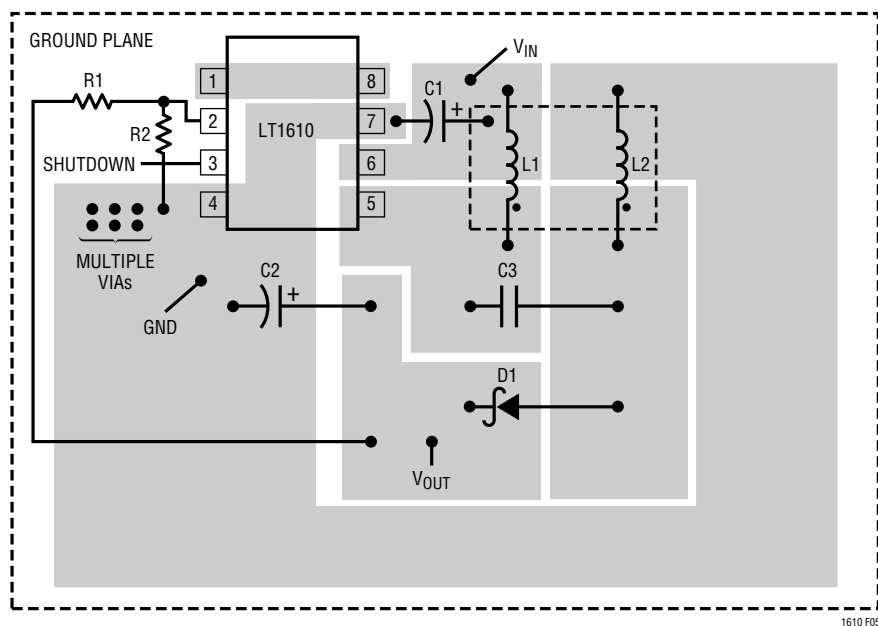 GROUND PLANE
VIN
R1
1
8
C1
+
2
LT1610
7
R2
SHUTDOWN
3
6
L1
L2
4
5
MULTIPLE
VIAs
C2
+
C3
GND
D1
VOUT
1610 F05